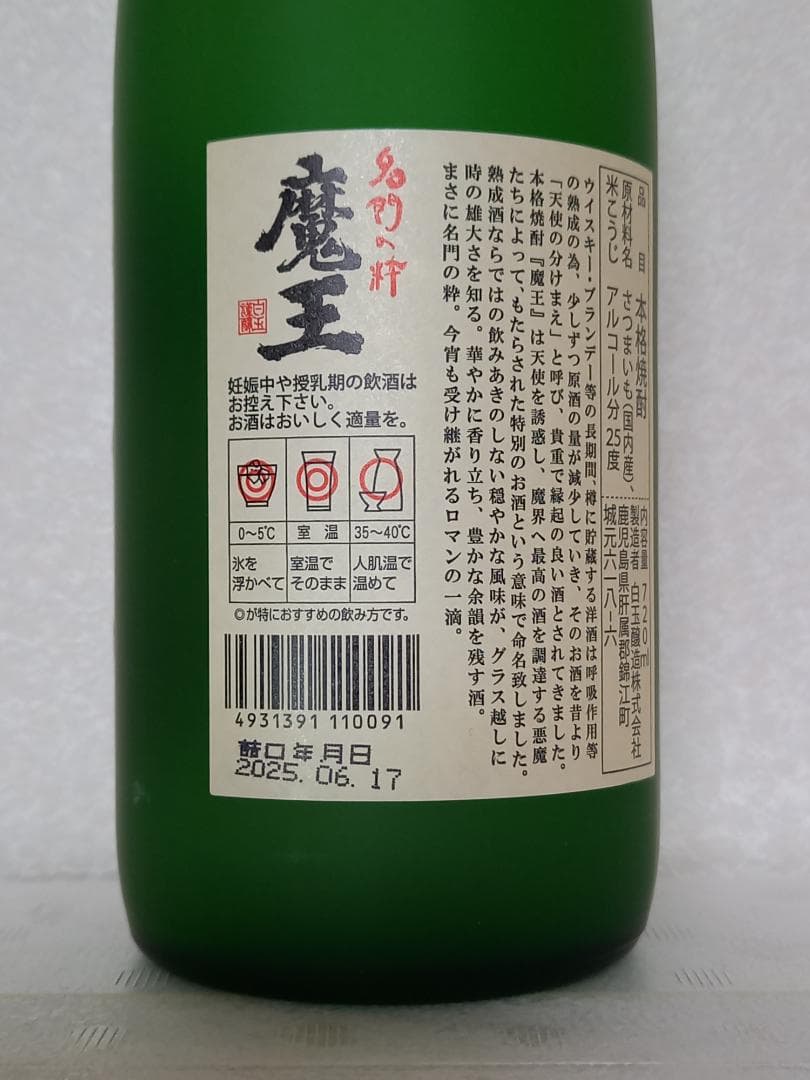 品目 本格焼酎
原材料名 さつまいも(国内産)、
米こうじ アルコール分 25度
内容量 720ml
製造者 白玉醸造株式会社
鹿児島県肝属郡錦江町
城元六一八ー六
ウイスキー・ブランデー等の長期間、樽に貯蔵する洋酒は呼吸作用等
の熟成の為、少しずつ原酒の量が減少していき、そのお酒を昔より
「天使の分けまえ」と呼び、貴重で縁起の良い酒とされてきました。
本格焼酎『魔王』は天使を誘惑し、魔界へ最高の酒を調達する悪魔
たちによって、もたらされた特別のお酒という意味で命名致しました。
熟成酒ならではの飲みあきのしない穏やかな風味が、グラス越しに
時の雄大さを知る。華やかに香り立ち、豊かな余韻を残す酒。
まさに名門の粋。今宵も受け継がれるロマンの一滴。
名門の粋
魔王
妊娠中や授乳期の飲酒は
お控え下さい。
お酒はおいしく適量を。
0〜5℃ 室温 35〜40℃
氷を 室温で 人肌温で
浮かべて そのまま 温めて
◎が特におすすめの飲み方です。
4931391 110091
詰口年月日
2025.06.17